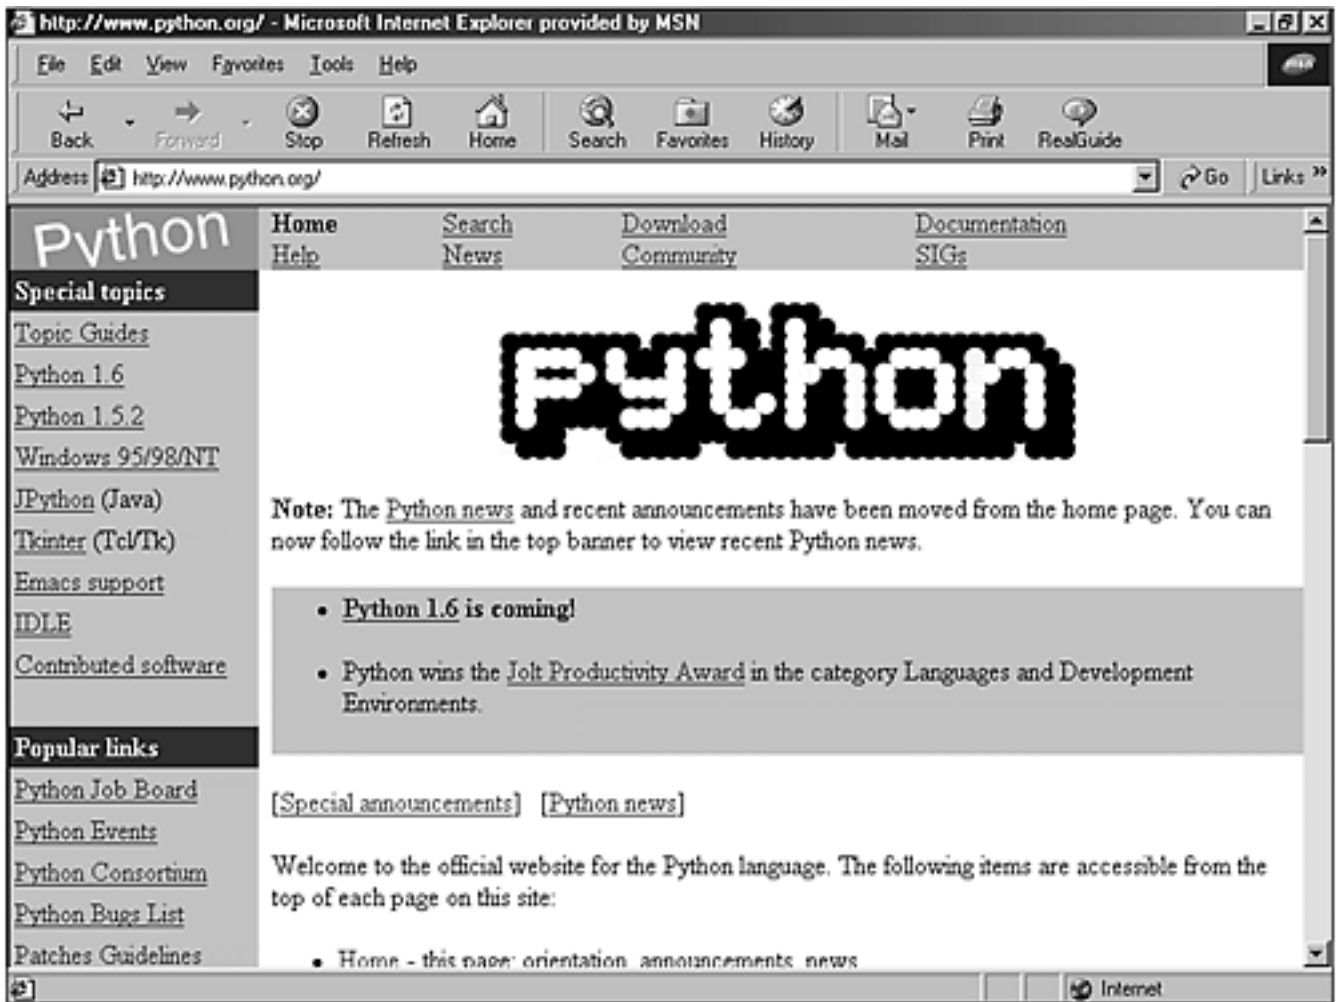 http://www.python.org/ - Microsoft Internet Explorer provided by MSN
File Edit View Favorites Tools Help
msn
Back Forward Stop Refresh Home Search Favorites History Mail Print RealGuide
Address http://www.python.org/ Go Links »
Python
Home Search Download Documentation
Help News Community SIGs
Special topics
Topic Guides
Python 1.6
Python 1.5.2
Windows 95/98/NT
JPython (Java)
Tkinter (Tcl/Tk)
Emacs support
IDLE
Contributed software
Popular links
Python Job Board
Python Events
Python Consortium
Python Bugs List
Patches Guidelines
python
Note: The Python news and recent announcements have been moved from the home page. You can
now follow the link in the top banner to view recent Python news.
• Python 1.6 is coming!
• Python wins the Jolt Productivity Award in the category Languages and Development
Environments.
[Special announcements] [Python news]
Welcome to the official website for the Python language. The following items are accessible from the
top of each page on this site:
• Home - this page: orientation, announcements, news
Internet